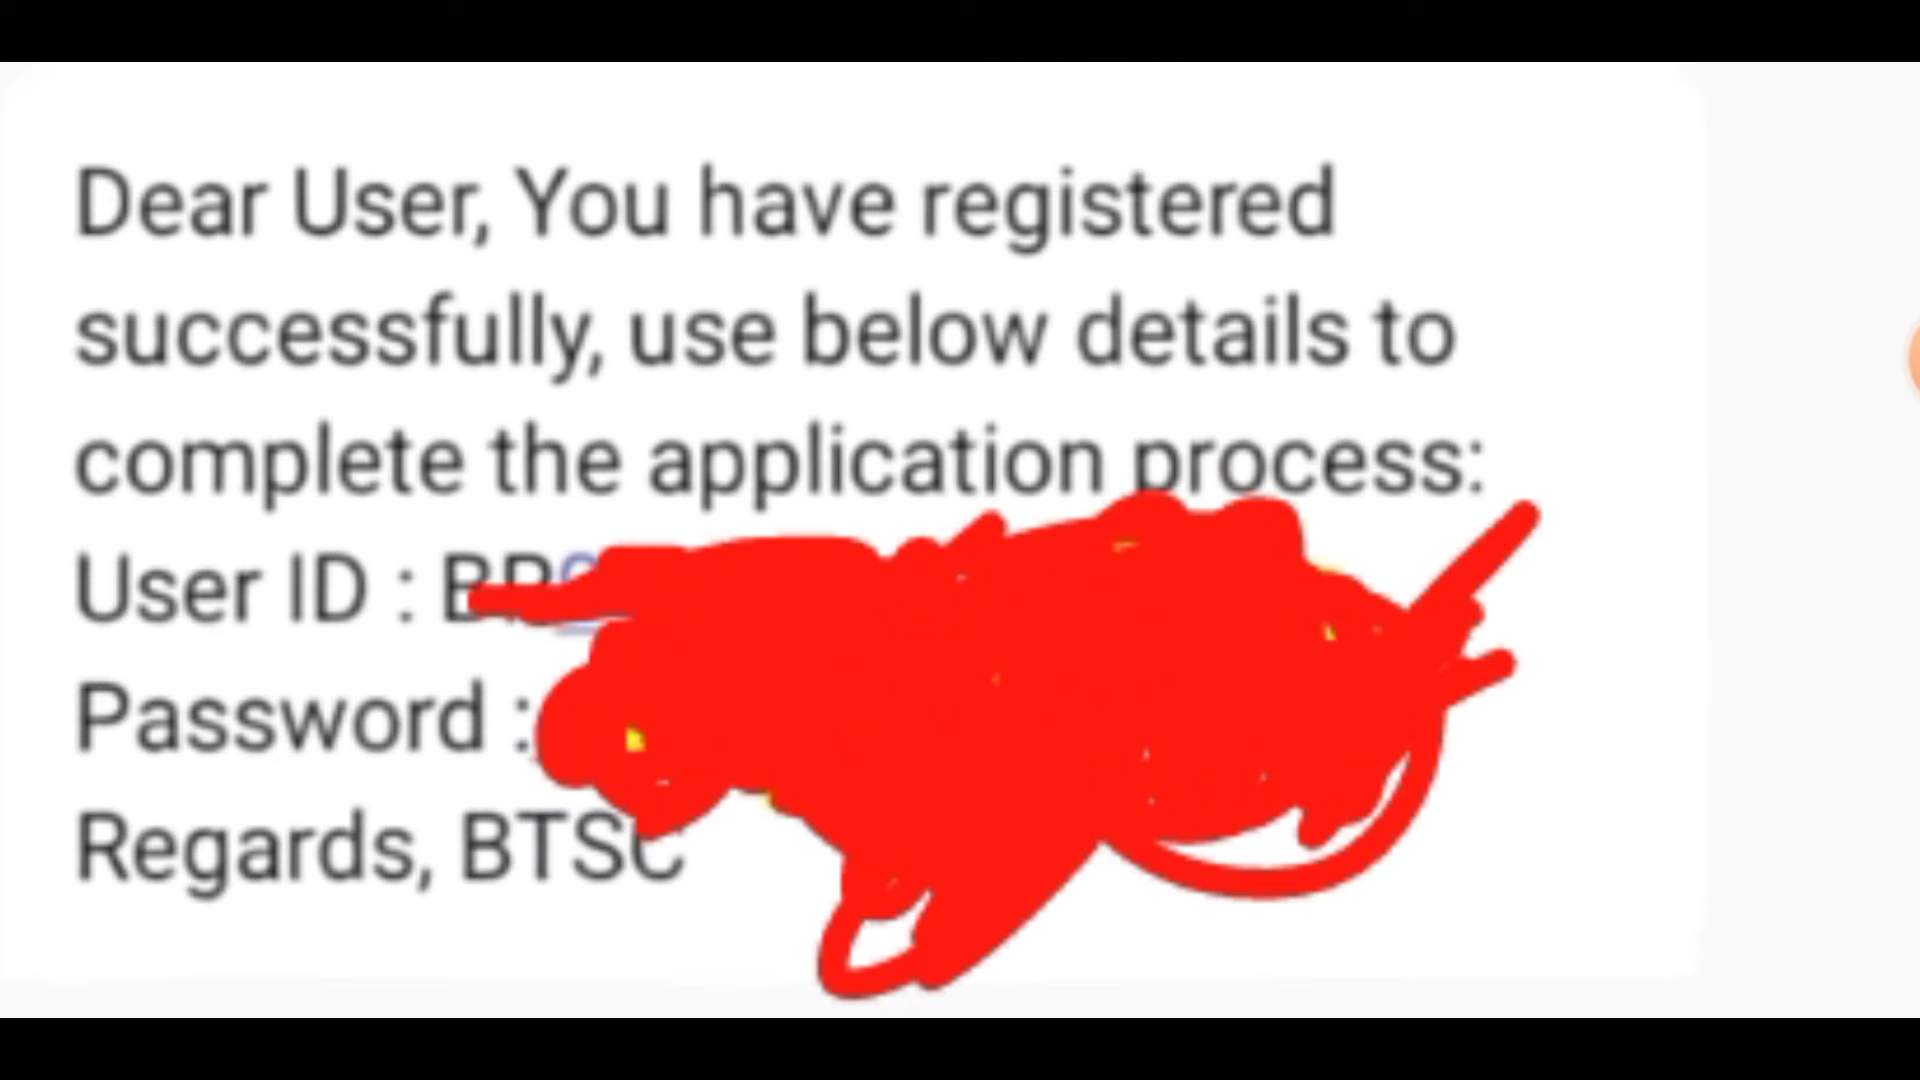 Dear User, You have registered
successfully, use below details to
complete the application process:
User ID :
Password :
Regards, BTSC